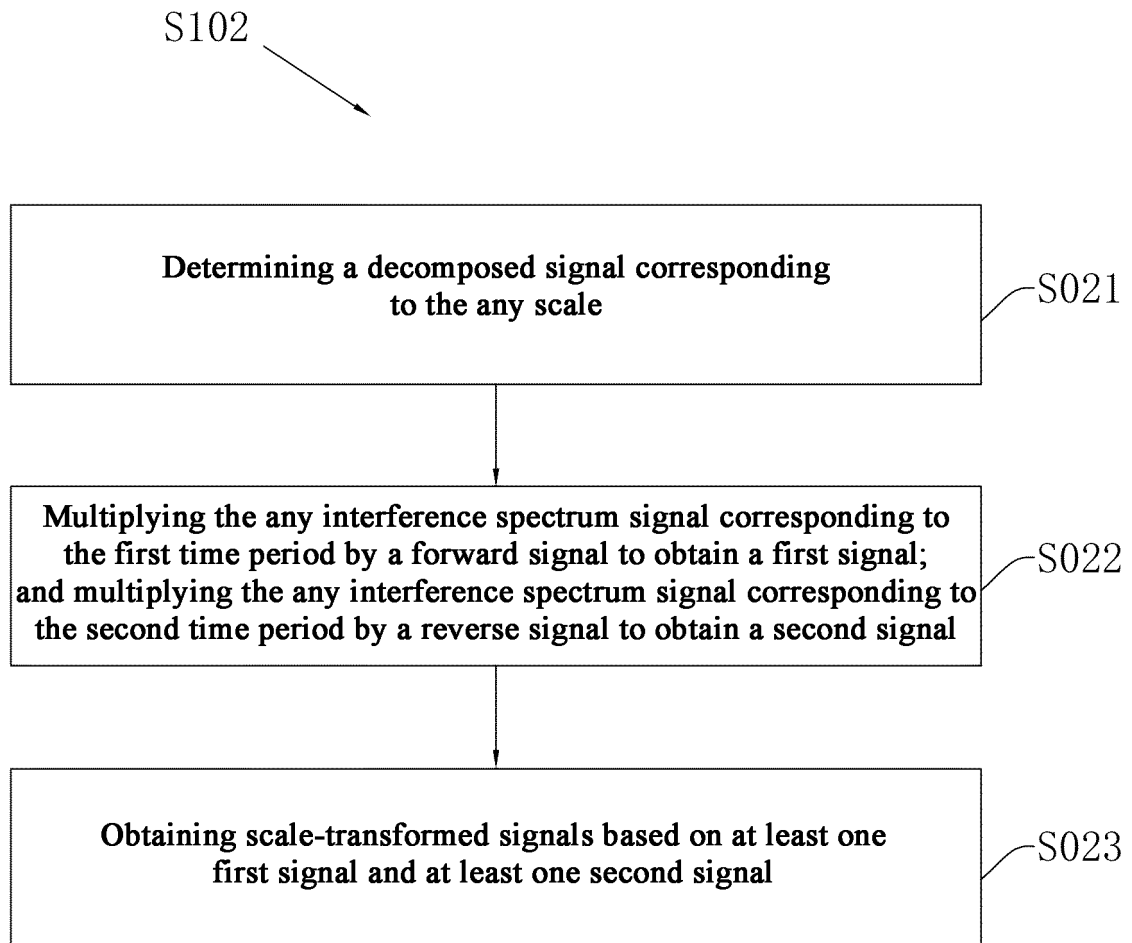 S102
Determining a decomposed signal corresponding
to the any scale
S021
Multiplying the any interference spectrum signal corresponding to
the first time period by a forward signal to obtain a first signal;
and multiplying the any interference spectrum signal corresponding to
the second time period by a reverse signal to obtain a second signal
S022
Obtaining scale-transformed signals based on at least one
first signal and at least one second signal
S023